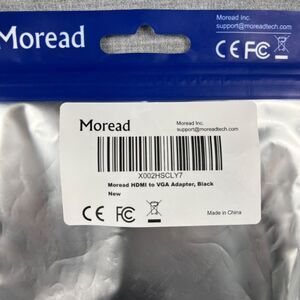 Moread
Moread Inc.
support@moreadtech.com
CE FC
Moread
Moread Inc.
support@moreadtech.com
X002HSCLY7
Moread HDMI to VGA Adapter, Black
New
CE FC
Made in China